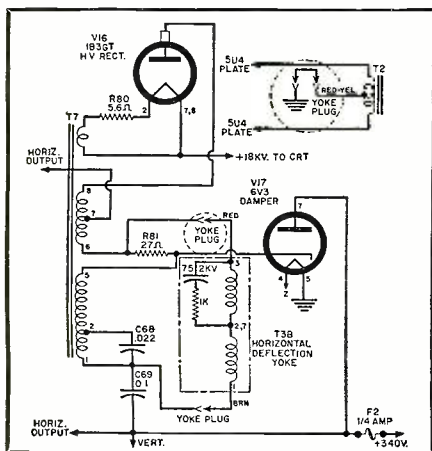 V16
1B3GT
H V RECT.
5U4
PLATE
T2
RED-YEL
YOKE
PLUG
5U4
PLATE
R80
5.6Ω
2
7,8
T7
+18KV. TO CRT
HORIZ.
OUTPUT
8
7
6
V17
6V3
DAMPER
7
RED
R81
27Ω
YOKE
PLUG
4
5
Z
5
75
2KV
3
1K
2,7
2
C68
.022
T3B
HORIZONTAL
DEFLECTION
YOKE
1
C69
0.1
1
BRN
YOKE PLUG
F2
1/4 AMP
HORIZ.
OUTPUT
VERT.
+340V.